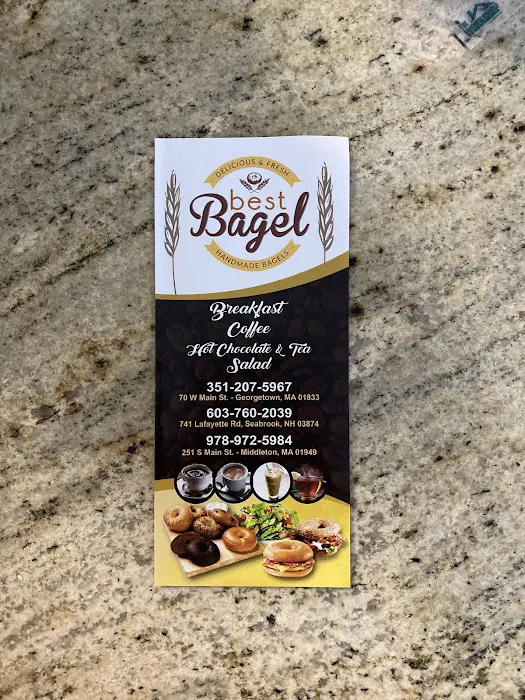 DELICIOUS & FRESH
best
Bagel
HANDMADE BAGELS
Breakfast
Coffee
Hot Chocolate & Tea
Salad
351-207-5967
70 W Main St. - Georgetown, MA 01833
603-760-2039
741 Lafayette Rd, Seabrook, NH 03874
978-972-5984
251 S Main St. - Middleton, MA 01949